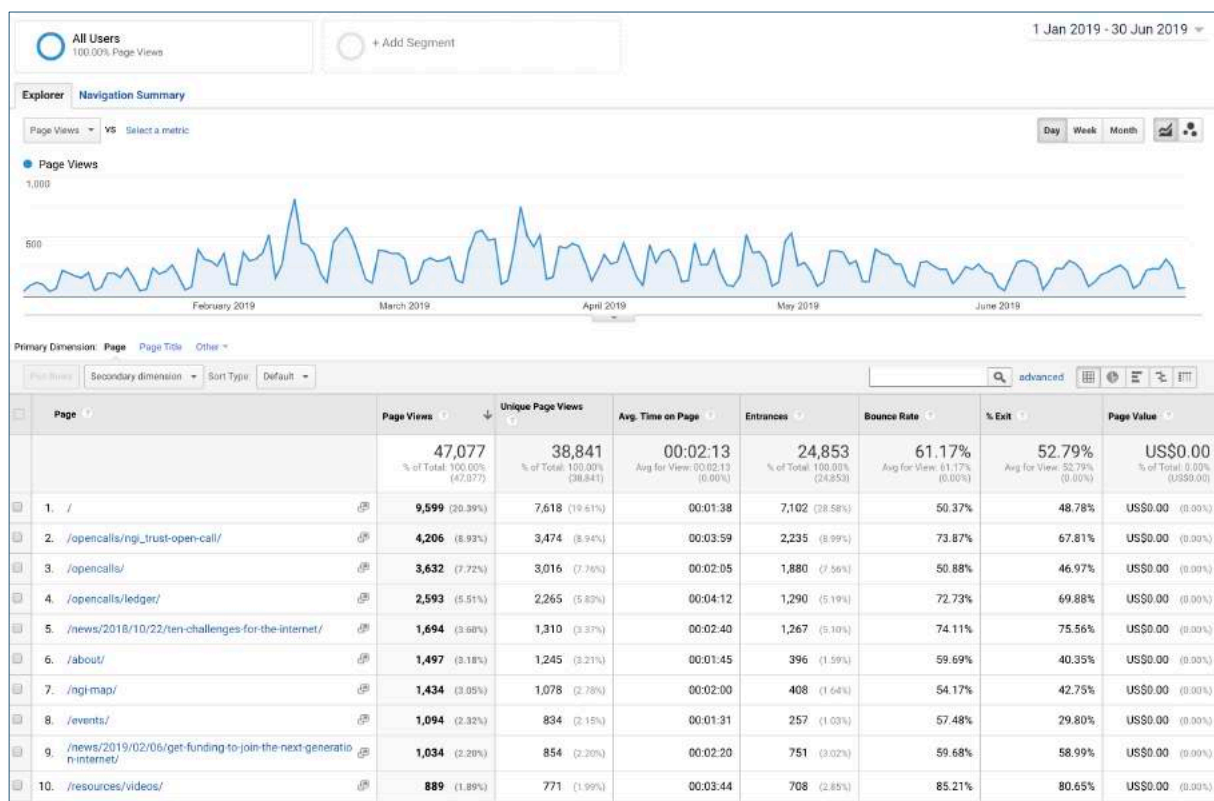 All Users
100.00% Page Views
+ Add Segment
1 Jan 2019 - 30 Jun 2019
Explorer Navigation Summary
Page Views VS Select a metric
Day Week Month
Page Views
1,000
500
February 2019 March 2019 April 2019 May 2019 June 2019
Primary Dimension: Page Page Title Other
Plot Rows Secondary dimension Sort Type: Default advanced
Page Page Views Unique Page Views Avg. Time on Page Entrances Bounce Rate % Exit Page Value
47,077 38,841 00:02:13 24,853 61.17% 52.79% US$0.00
% of Total: 100.00% % of Total: 100.00% Avg for View: 00:02:13 % of Total: 100.00% Avg for View: 61.17% Avg for View: 52.79% % of Total: 0.00%
(47,077) (38,841) (0.00%) (24,853) (0.00%) (0.00%) (US$0.00)
1. / 9,599 (20.39%) 7,618 (19.61%) 00:01:38 7,102 (28.58%) 50.37% 48.78% US$0.00 (0.00%)
2. /opencalls/ngi_trust-open-call/ 4,206 (8.93%) 3,474 (8.94%) 00:03:59 2,235 (8.99%) 73.87% 67.81% US$0.00 (0.00%)
3. /opencalls/ 3,632 (7.72%) 3,016 (7.76%) 00:02:05 1,880 (7.56%) 50.88% 46.97% US$0.00 (0.00%)
4. /opencalls/ledger/ 2,593 (5.51%) 2,265 (5.83%) 00:04:12 1,290 (5.19%) 72.73% 69.88% US$0.00 (0.00%)
5. /news/2018/10/22/ten-challenges-for-the-internet/ 1,694 (3.60%) 1,310 (3.37%) 00:02:40 1,267 (5.10%) 74.11% 75.56% US$0.00 (0.00%)
6. /about/ 1,497 (3.18%) 1,245 (3.21%) 00:01:45 396 (1.59%) 59.69% 40.35% US$0.00 (0.00%)
7. /ngi-map/ 1,434 (3.05%) 1,078 (2.78%) 00:02:00 408 (1.64%) 54.17% 42.75% US$0.00 (0.00%)
8. /events/ 1,094 (2.32%) 834 (2.15%) 00:01:31 257 (1.03%) 57.48% 29.80% US$0.00 (0.00%)
9. /news/2019/02/06/get-funding-to-join-the-next-generatio 1,034 (2.20%) 854 (2.20%) 00:02:20 751 (3.02%) 59.68% 58.99% US$0.00 (0.00%)
n-internet/
10. /resources/videos/ 889 (1.89%) 771 (1.99%) 00:03:44 708 (2.85%) 85.21% 80.65% US$0.00 (0.00%)